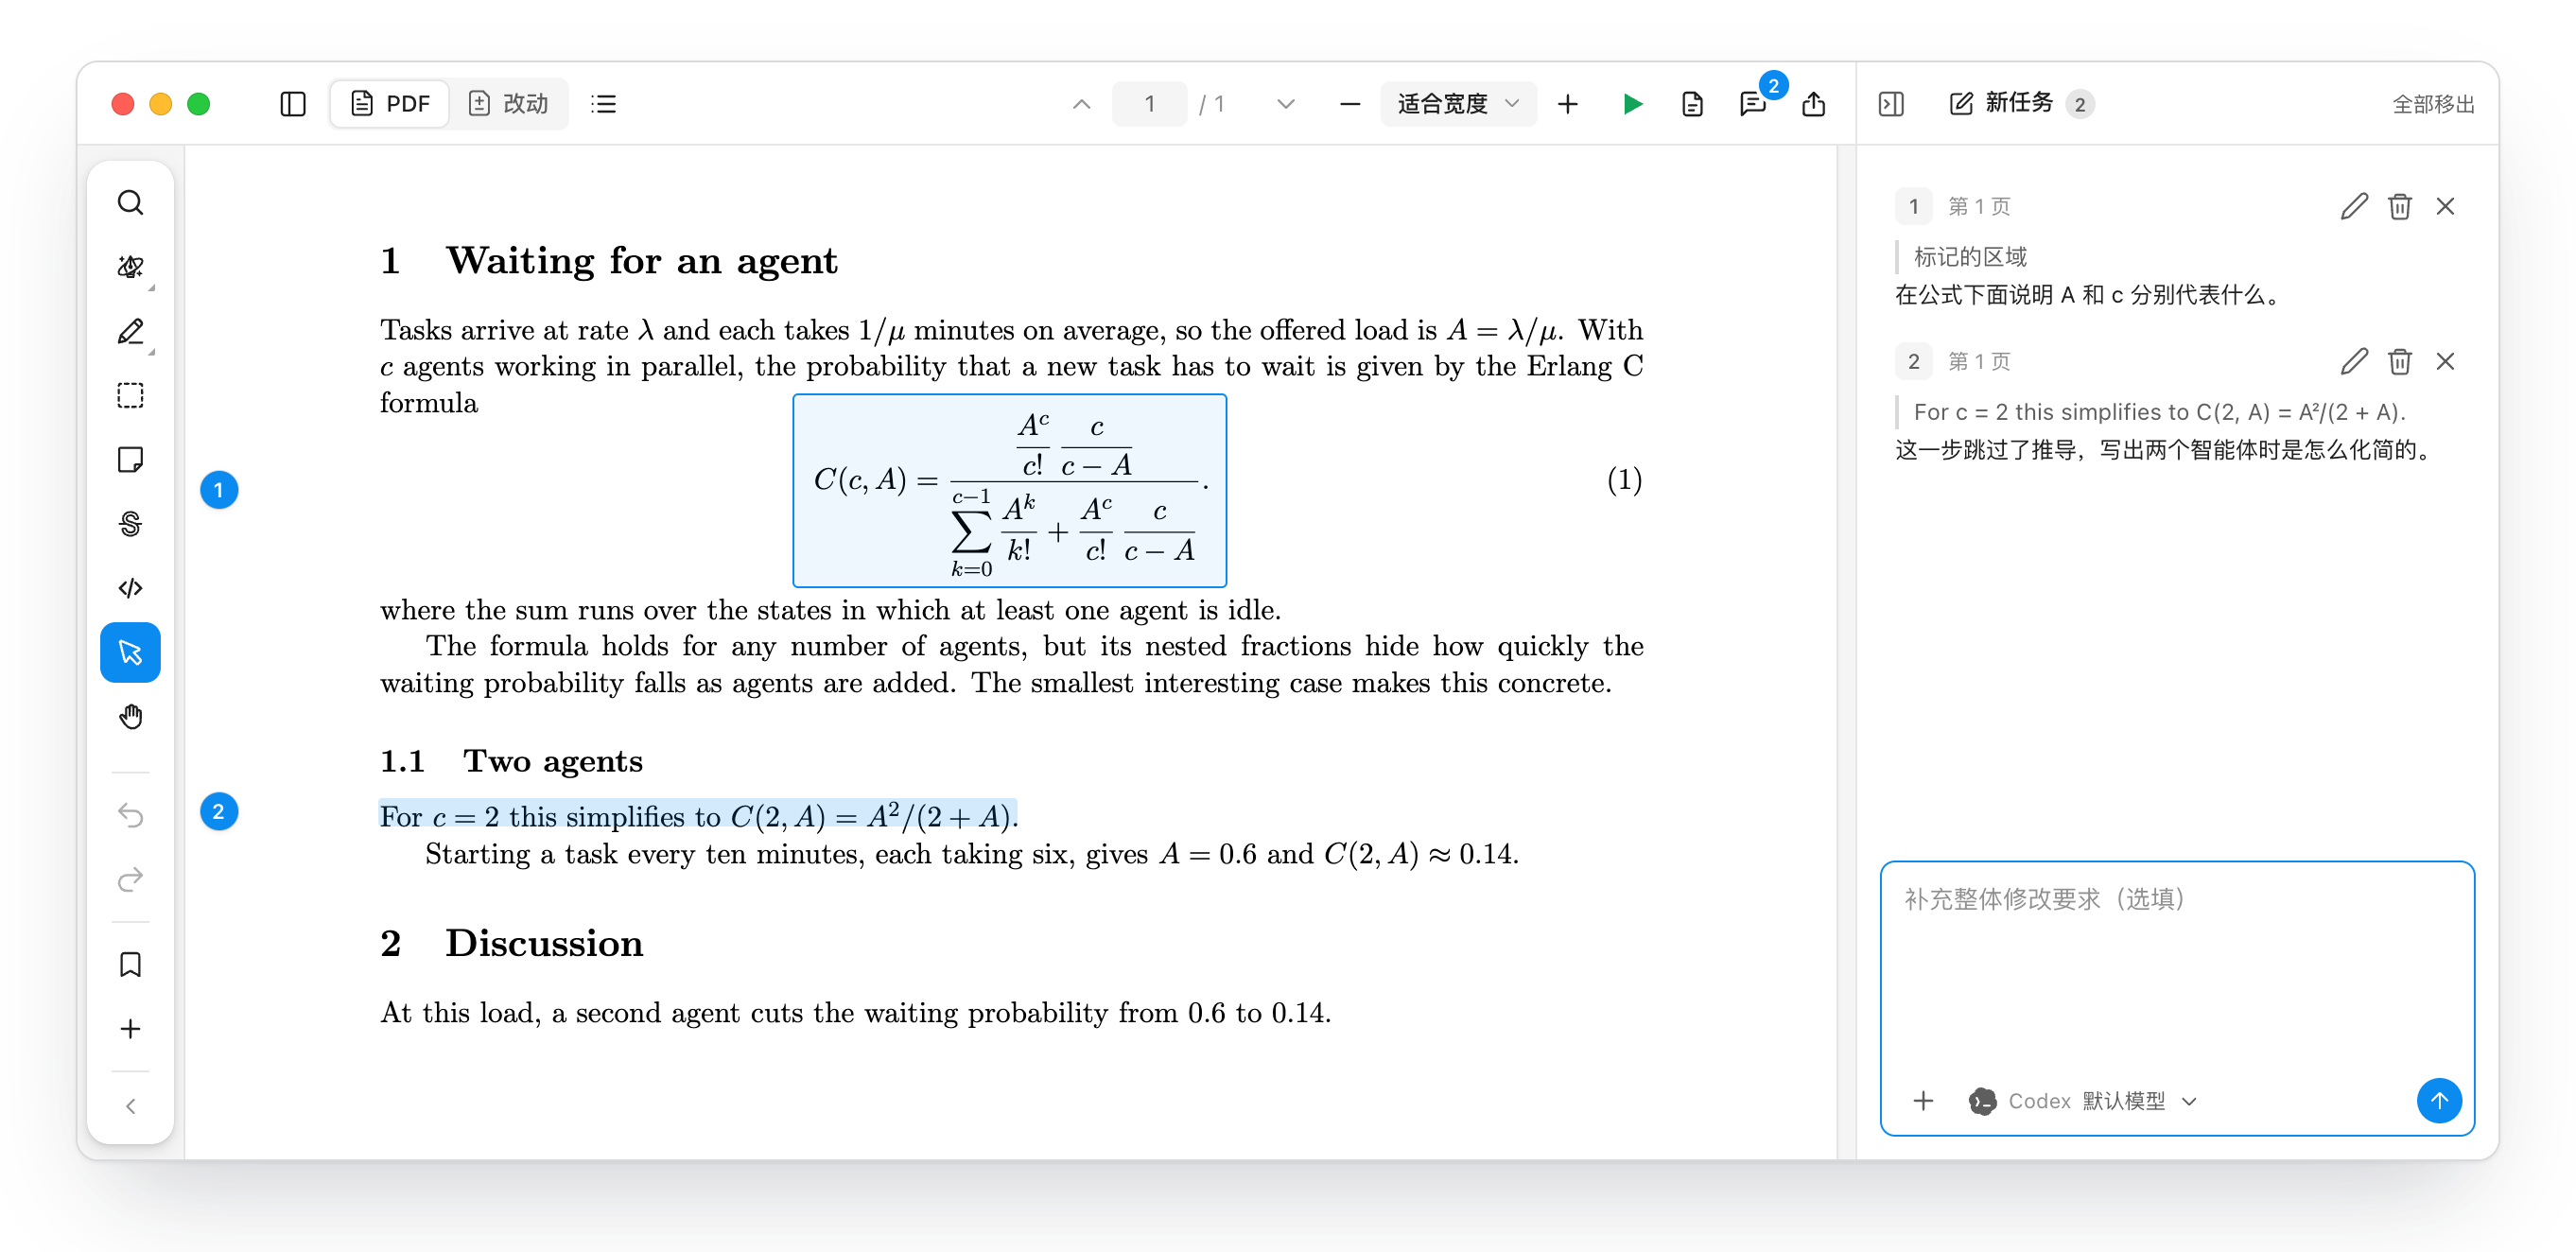 PDF 改动 1 / 1 适合宽度 2 新任务 2 全部移出
1 Waiting for an agent
Tasks arrive at rate λ and each takes 1/μ minutes on average, so the offered load is A = λ/μ. With
c agents working in parallel, the probability that a new task has to wait is given by the Erlang C
formula
1
C(c, A) = \frac{\frac{A^c}{c!} \frac{c}{c − A}}{\sum_{k=0}^{c−1} \frac{A^k}{k!} + \frac{A^c}{c!} \frac{c}{c − A}}. (1)
where the sum runs over the states in which at least one agent is idle.
The formula holds for any number of agents, but its nested fractions hide how quickly the
waiting probability falls as agents are added. The smallest interesting case makes this concrete.
1.1 Two agents
2
For c = 2 this simplifies to C(2, A) = A²/(2 + A).
Starting a task every ten minutes, each taking six, gives A = 0.6 and C(2, A) ≈ 0.14.
2 Discussion
At this load, a second agent cuts the waiting probability from 0.6 to 0.14.
1 第 1 页
标记的区域
在公式下面说明 A 和 c 分别代表什么。
2 第 1 页
For c = 2 this simplifies to C(2, A) = A²/(2 + A).
这一步跳过了推导，写出两个智能体时是怎么化简的。
补充整体修改要求（选填）
Codex 默认模型